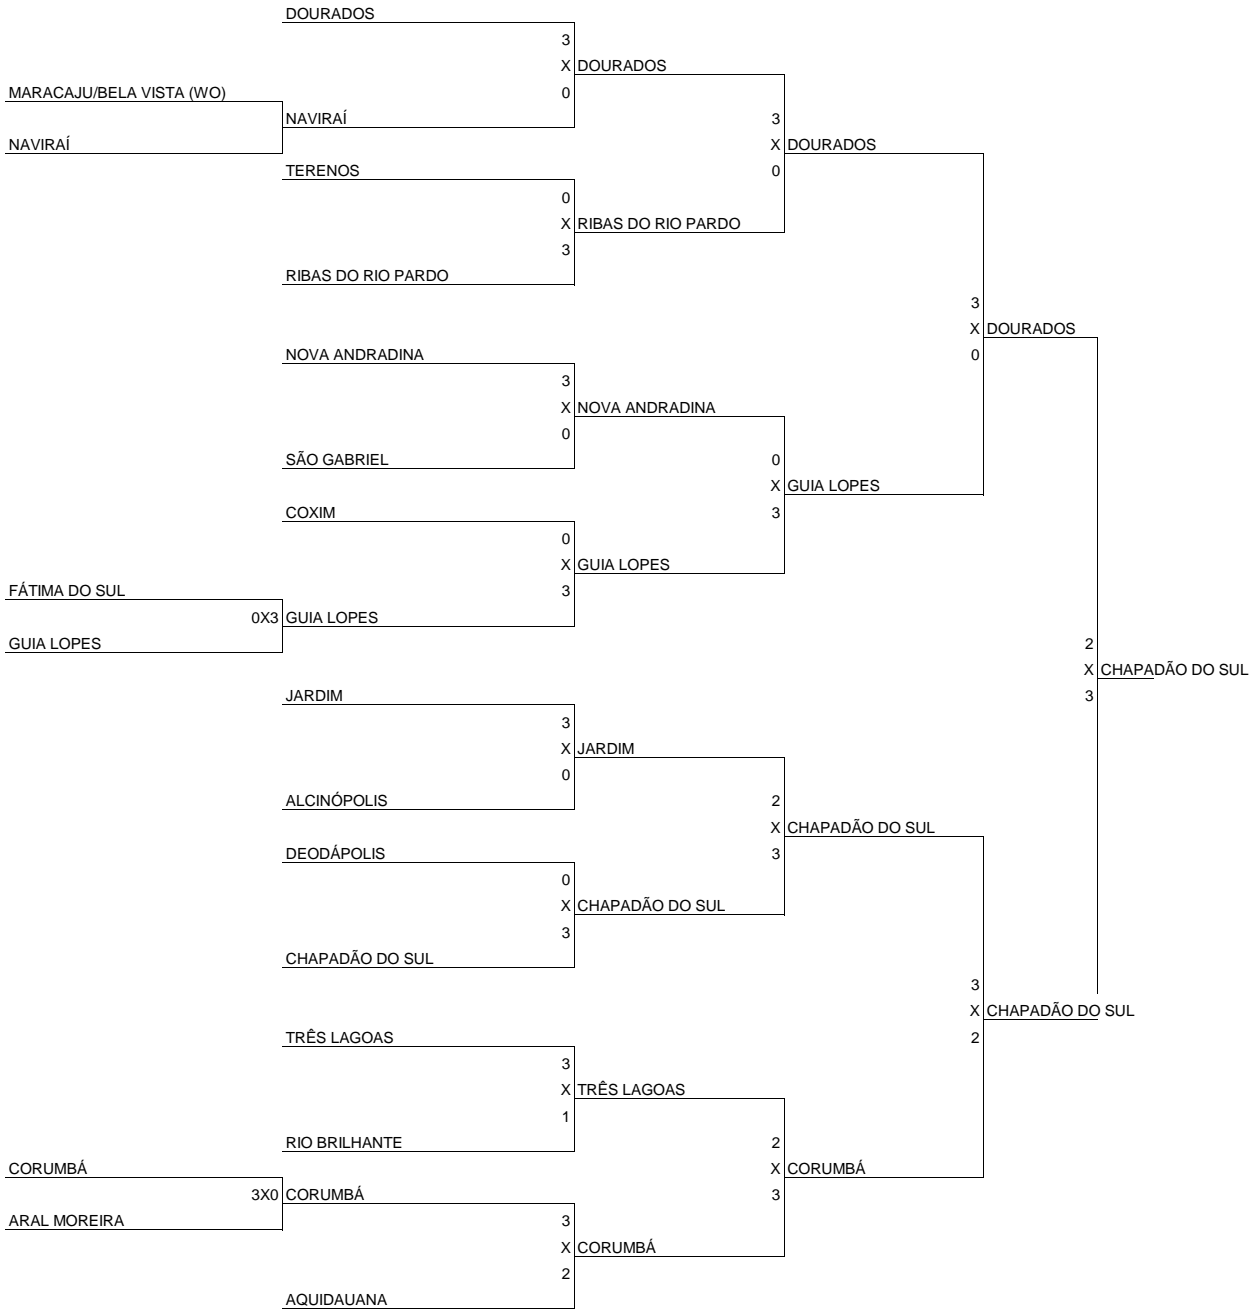 DOURADOS
3
X DOURADOS
MARACAJU/BELA VISTA (WO)
0
NAVIRAÍ
3
NAVIRAÍ
X DOURADOS
TERENOS
0
0
X RIBAS DO RIO PARDO
3
RIBAS DO RIO PARDO
3
X DOURADOS
NOVA ANDRADINA
0
3
X NOVA ANDRADINA
0
SÃO GABRIEL
0
X GUIA LOPES
COXIM
3
0
X GUIA LOPES
FÁTIMA DO SUL
3
0X3 GUIA LOPES
GUIA LOPES
2
X CHAPADÃO DO SUL
JARDIM
3
3
X JARDIM
0
ALCINÓPOLIS
2
X CHAPADÃO DO SUL
DEODÁPOLIS
3
0
X CHAPADÃO DO SUL
3
CHAPADÃO DO SUL
3
X CHAPADÃO DO SUL
TRÊS LAGOAS
2
3
X TRÊS LAGOAS
1
RIO BRILHANTE
2
CORUMBÁ
X CORUMBÁ
3X0 CORUMBÁ
3
ARAL MOREIRA
3
X CORUMBÁ
2
AQUIDAUANA